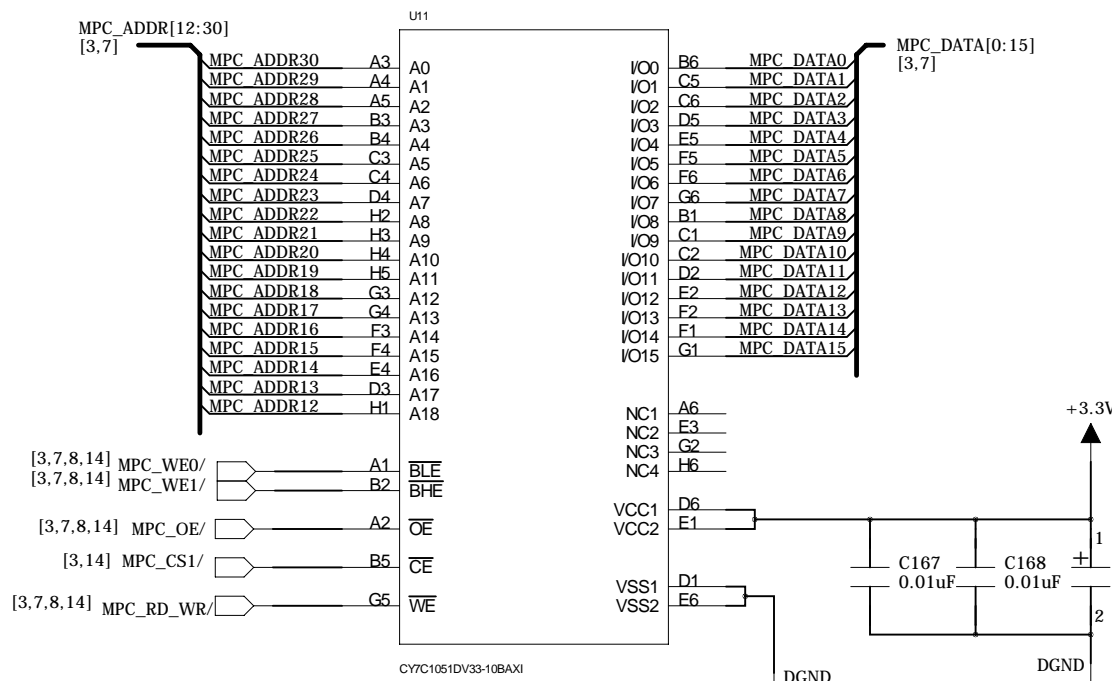 U11
MPC_ADDR[12:30]
[3,7]
MPC_DATA[0:15]
[3,7]
MPC_ADDR30 A3 A0 I/O0 B6 MPC_DATA0
MPC_ADDR29 A4 A1 I/O1 C5 MPC_DATA1
MPC_ADDR28 A5 A2 I/O2 C6 MPC_DATA2
MPC_ADDR27 B3 A3 I/O3 D5 MPC_DATA3
MPC_ADDR26 B4 A4 I/O4 E5 MPC_DATA4
MPC_ADDR25 C3 A5 I/O5 F5 MPC_DATA5
MPC_ADDR24 C4 A6 I/O6 F6 MPC_DATA6
MPC_ADDR23 D4 A7 I/O7 G6 MPC_DATA7
MPC_ADDR22 H2 A8 I/O8 B1 MPC_DATA8
MPC_ADDR21 H3 A9 I/O9 C1 MPC_DATA9
MPC_ADDR20 H4 A10 I/O10 C2 MPC_DATA10
MPC_ADDR19 H5 A11 I/O11 D2 MPC_DATA11
MPC_ADDR18 G3 A12 I/O12 E2 MPC_DATA12
MPC_ADDR17 G4 A13 I/O13 F2 MPC_DATA13
MPC_ADDR16 F3 A14 I/O14 F1 MPC_DATA14
MPC_ADDR15 F4 A15 I/O15 G1 MPC_DATA15
MPC_ADDR14 E4 A16
MPC_ADDR13 D3 A17
MPC_ADDR12 H1 A18
NC1 A6
NC2 E3
NC3 G2
NC4 H6
+3.3V
[3,7,8,14] MPC_WE0/ A1 BLE
[3,7,8,14] MPC_WE1/ B2 BHE
[3,7,8,14] MPC_OE/ A2 OE
[3,14] MPC_CS1/ B5 CE
[3,7,8,14] MPC_RD_WR/ G5 WE
VCC1 D6
VCC2 E1
VSS1 D1
VSS2 E6
C167
0.01uF
C168
0.01uF
1
+
2
DGND
DGND
CY7C1051DV33-10BAXI